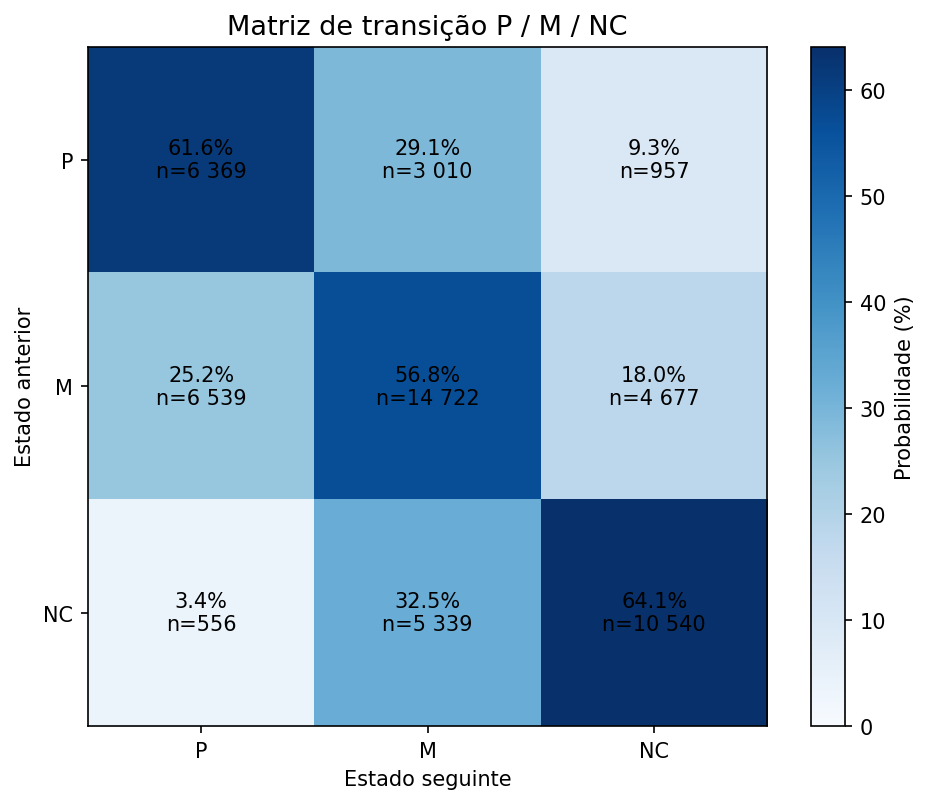 Matriz de transição P / M / NC
Estado anterior
P
61.6%
n=6 369
29.1%
n=3 010
9.3%
n=957
M
25.2%
n=6 539
56.8%
n=14 722
18.0%
n=4 677
NC
3.4%
n=556
32.5%
n=5 339
64.1%
n=10 540
P
M
NC
Estado seguinte
60
50
40
30
20
10
0
Probabilidade (%)